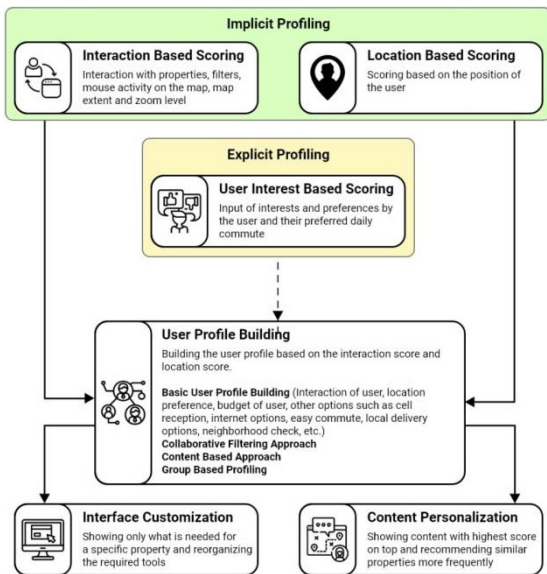 Implicit Profiling
Interaction Based Scoring
Interaction with properties, filters,
mouse activity on the map, map
extent and zoom level
Location Based Scoring
Scoring based on the position of
the user
Explicit Profiling
User Interest Based Scoring
Input of interests and preferences by
the user and their preferred daily
commute
User Profile Building
Building the user profile based on the interaction score and
location score.
Basic User Profile Building (Interaction of user, location
preference, budget of user, other options such as cell
reception, internet options, easy commute, local delivery
options, neighborhood check, etc.)
Collaborative Filtering Approach
Content Based Approach
Group Based Profiling
Interface Customization
Showing only what is needed for
a specific property and reorganizing
the required tools
Content Personalization
Showing content with highest score
on top and recommending similar
properties more frequently